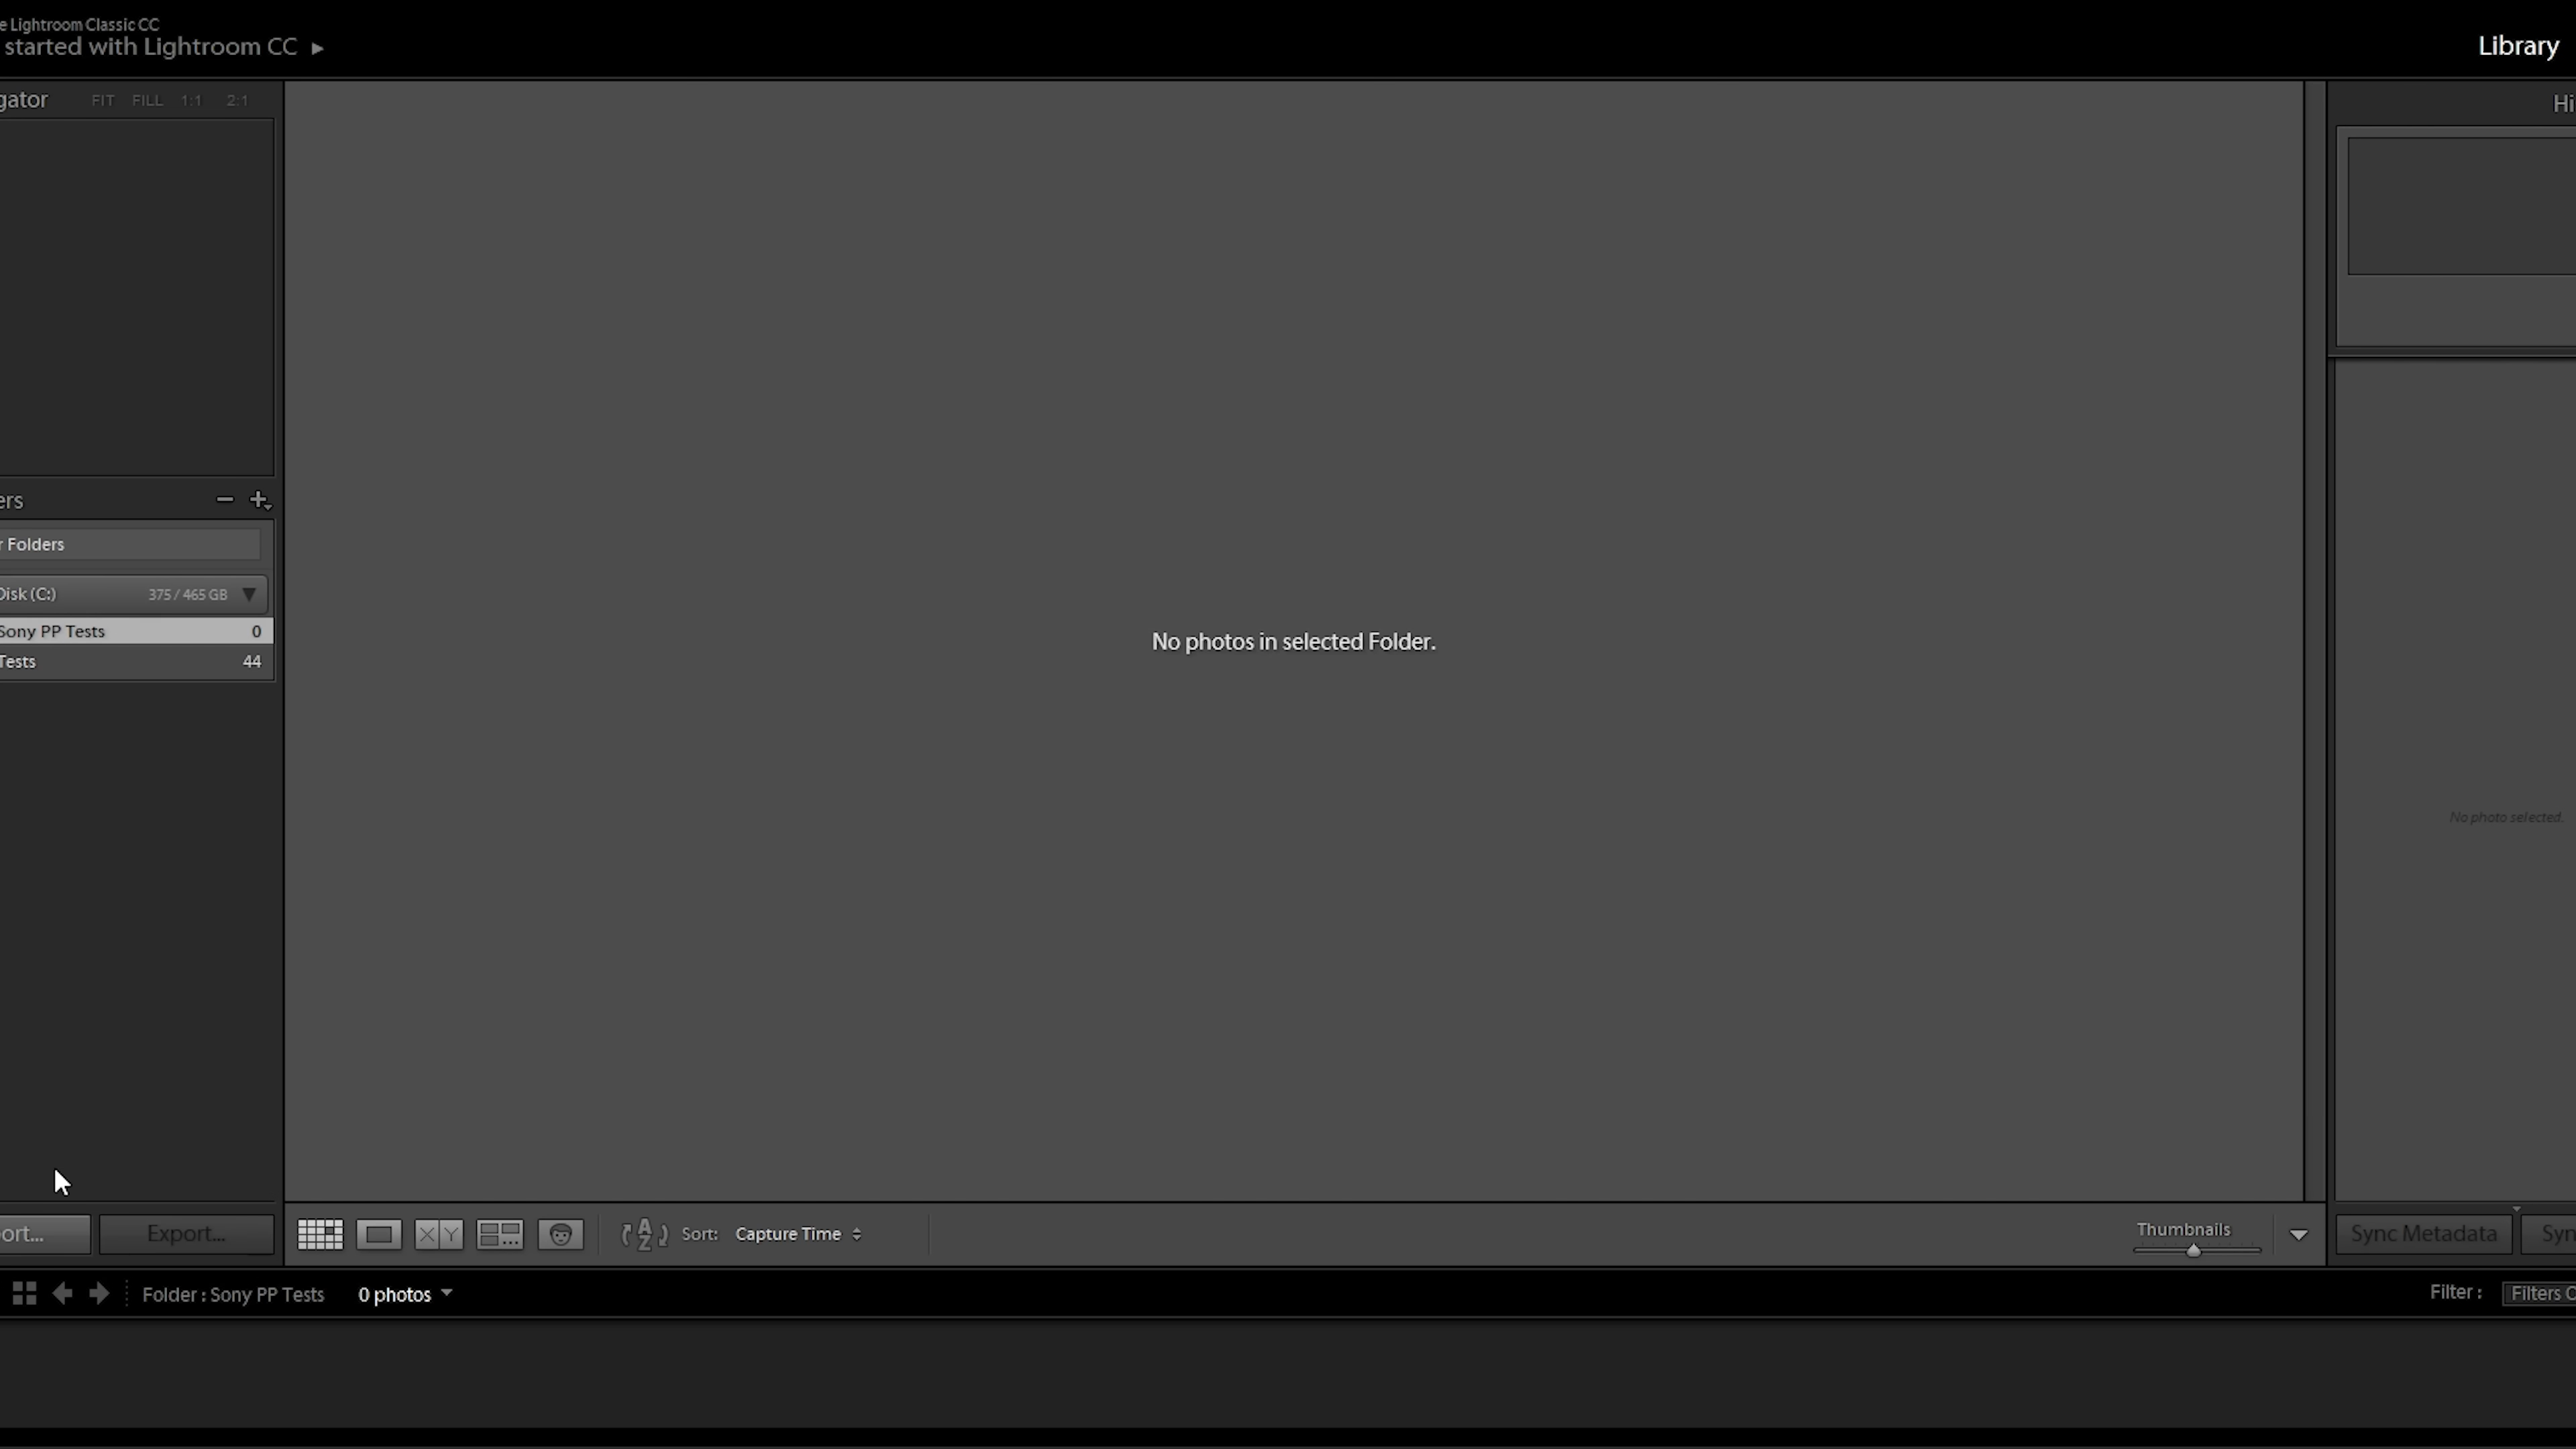 e Lightroom Classic CC
started with Lightroom CC
Library
gator FIT FILL 1:1 2:1
Hi
ers
r Folders
Disk (C:) 375 / 465 GB
Sony PP Tests 0
Tests 44
No photos in selected Folder.
No photo selected.
ort... Export... XY AZ Sort: Capture Time Thumbnails Sync Metadata Syn
Folder : Sony PP Tests 0 photos Filter : Filters O